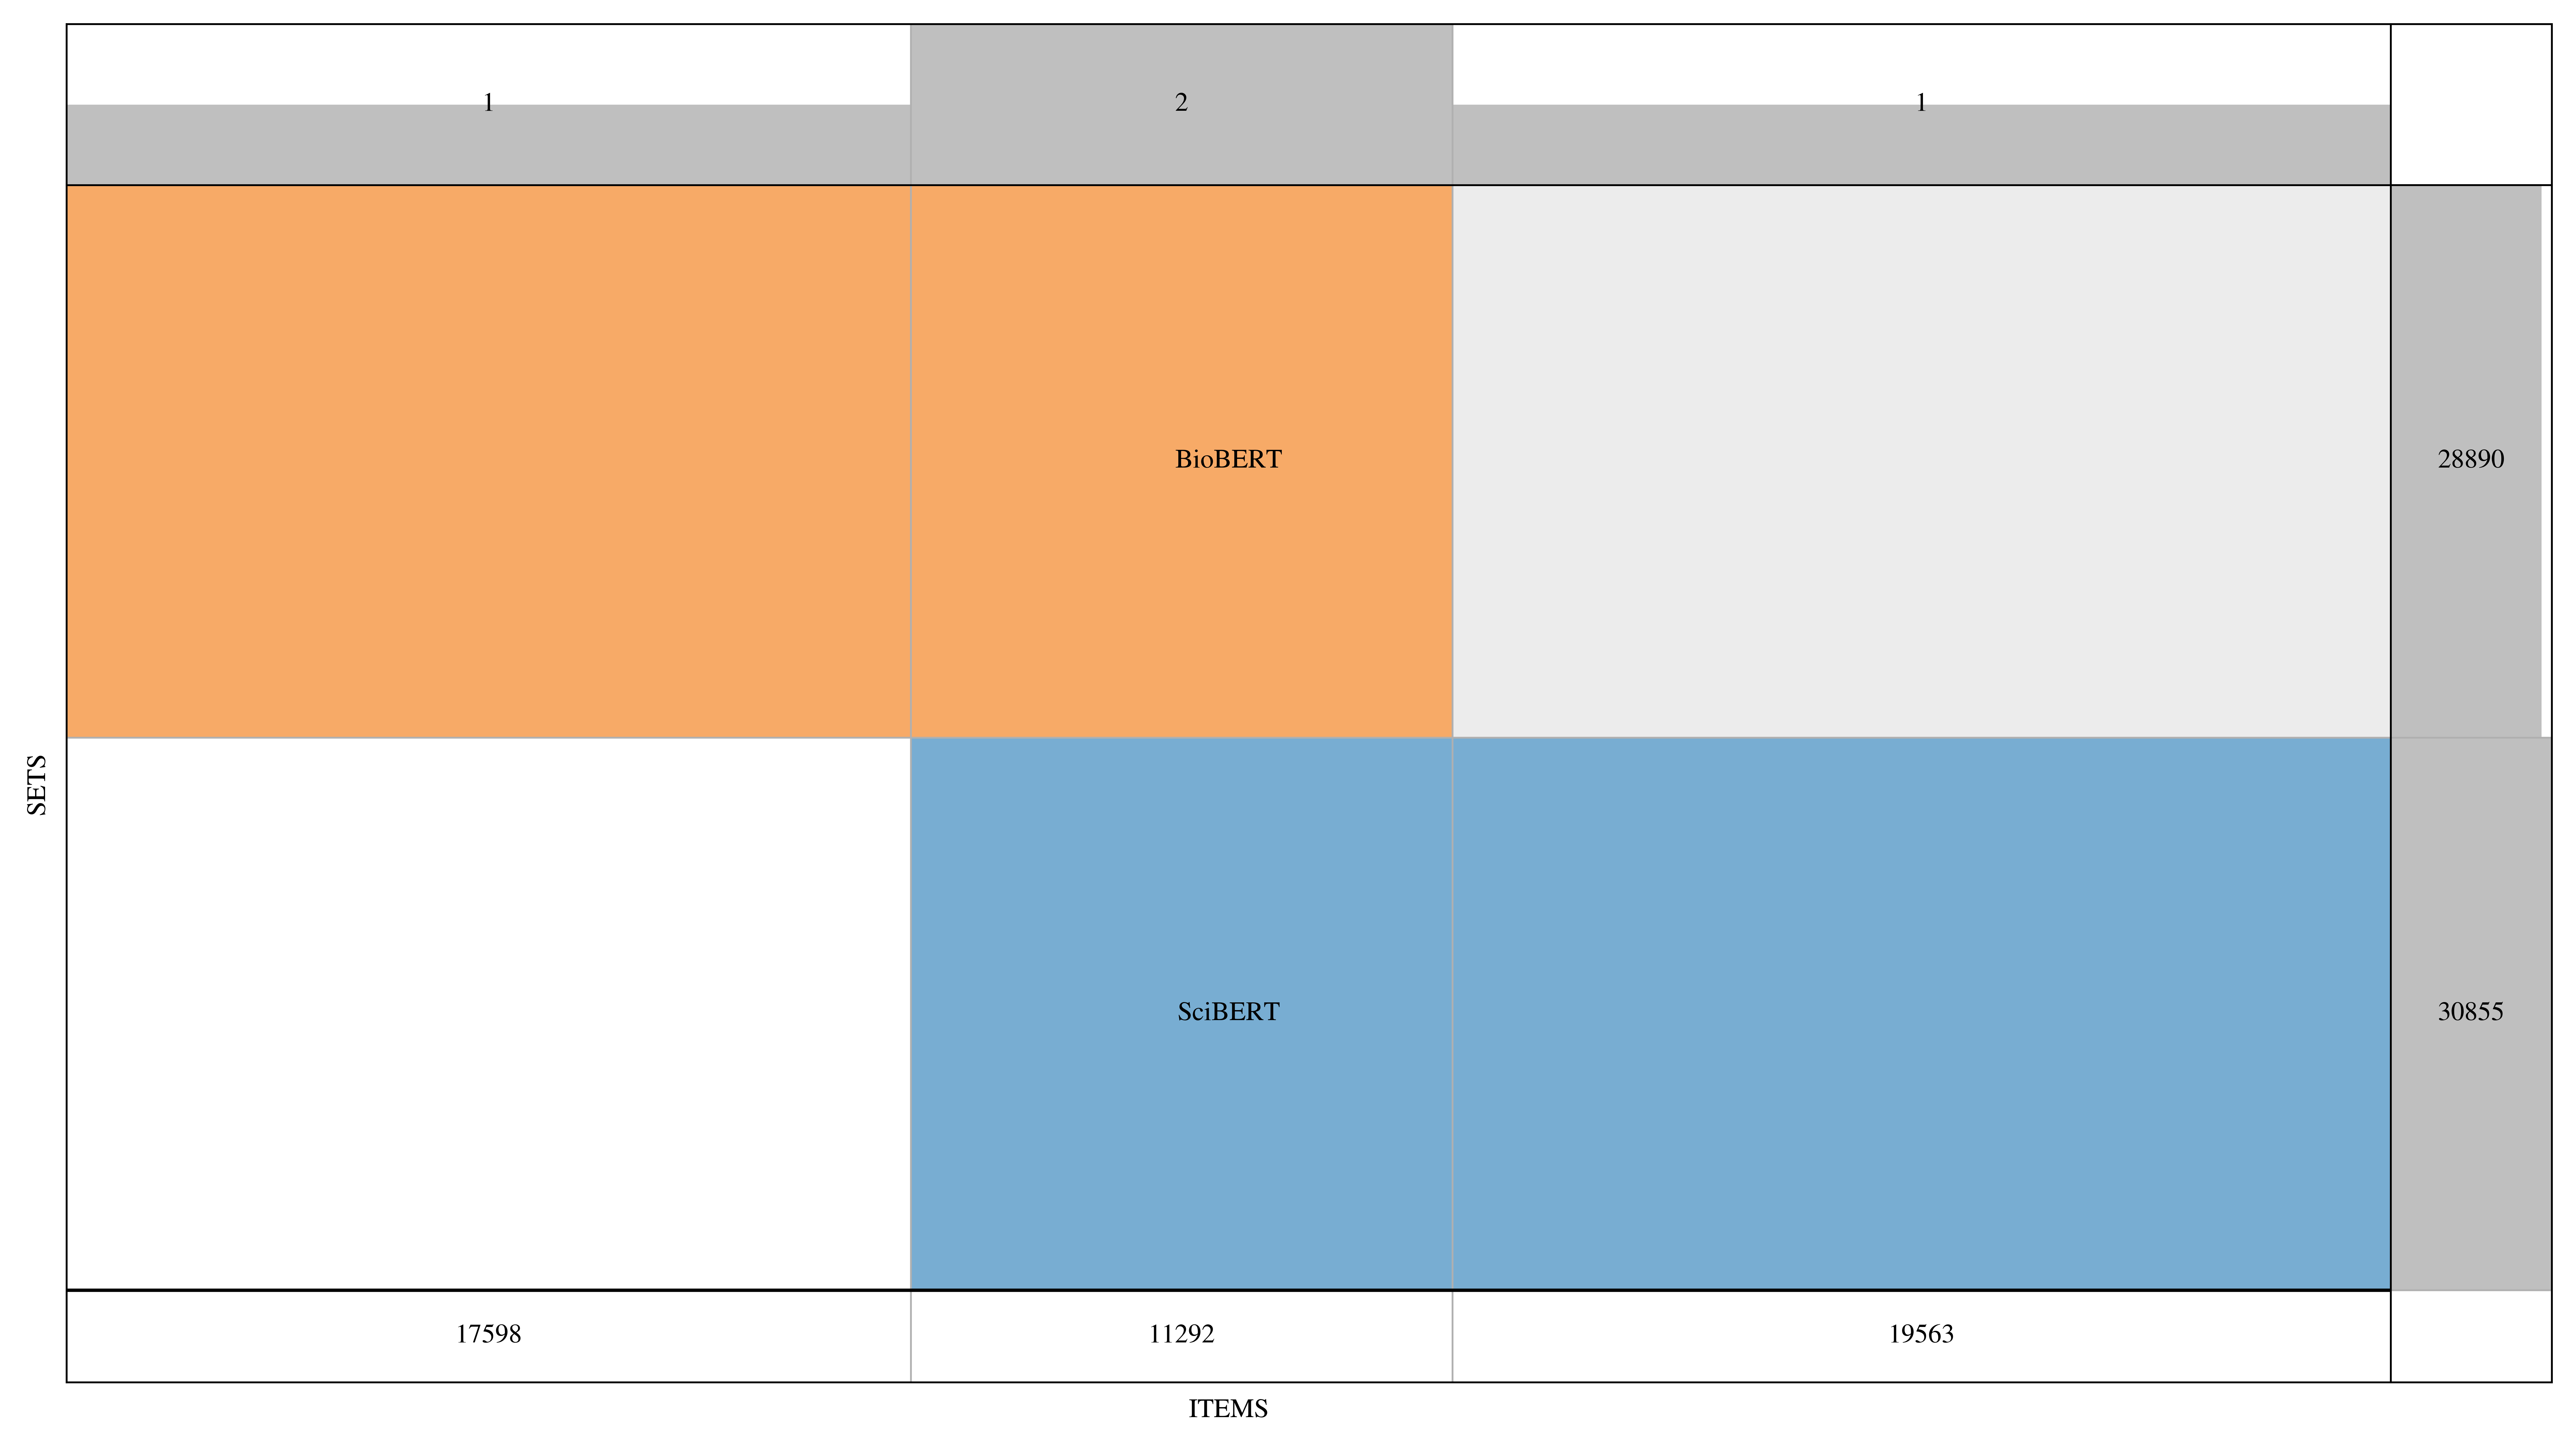 1 2 1
BioBERT 28890
SETS
SciBERT 30855
17598 11292 19563
ITEMS